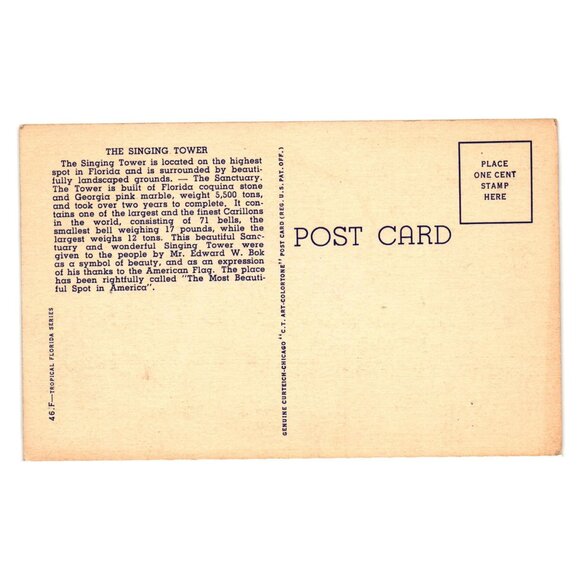 THE SINGING TOWER
The Singing Tower is located on the highest
spot in Florida and is surrounded by beauti-
fully landscaped grounds. — The Sanctuary.
The Tower is built of Florida coquina stone
and Georgia pink marble, weight 5,500 tons,
and took over two years to complete. It con-
tains one of the largest and the finest Carillons
in the world, consisting of 71 bells, the
smallest bell weighing 17 pounds, while the
largest weighs 12 tons. This beautiful Sanc-
tuary and wonderful Singing Tower were
given to the people by Mr. Edward W. Bok
as a symbol of beauty, and as an expression
of his thanks to the American Flag. The place
has been rightfully called "The Most Beauti-
ful Spot in America".
46.F—TROPICAL FLORIDA SERIES
GENUINE CURTEICH-CHICAGO "C.T. ART-COLORTONE" POST CARD (REG. U.S. PAT. OFF.)
POST CARD
PLACE
ONE CENT
STAMP
HERE